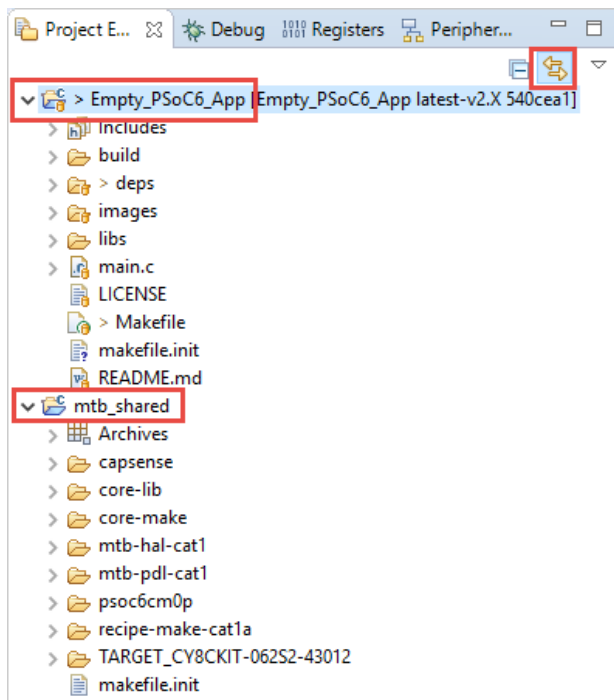 Project E... Debug Registers Peripher...
> Empty_PSoC6_App [Empty_PSoC6_App latest-v2.X 540cea1]
Includes
build
> deps
images
libs
main.c
LICENSE
> Makefile
makefile.init
README.md
mtb_shared
Archives
capsense
core-lib
core-make
mtb-hal-cat1
mtb-pdl-cat1
psoc6cm0p
recipe-make-cat1a
TARGET_CY8CKIT-062S2-43012
makefile.init